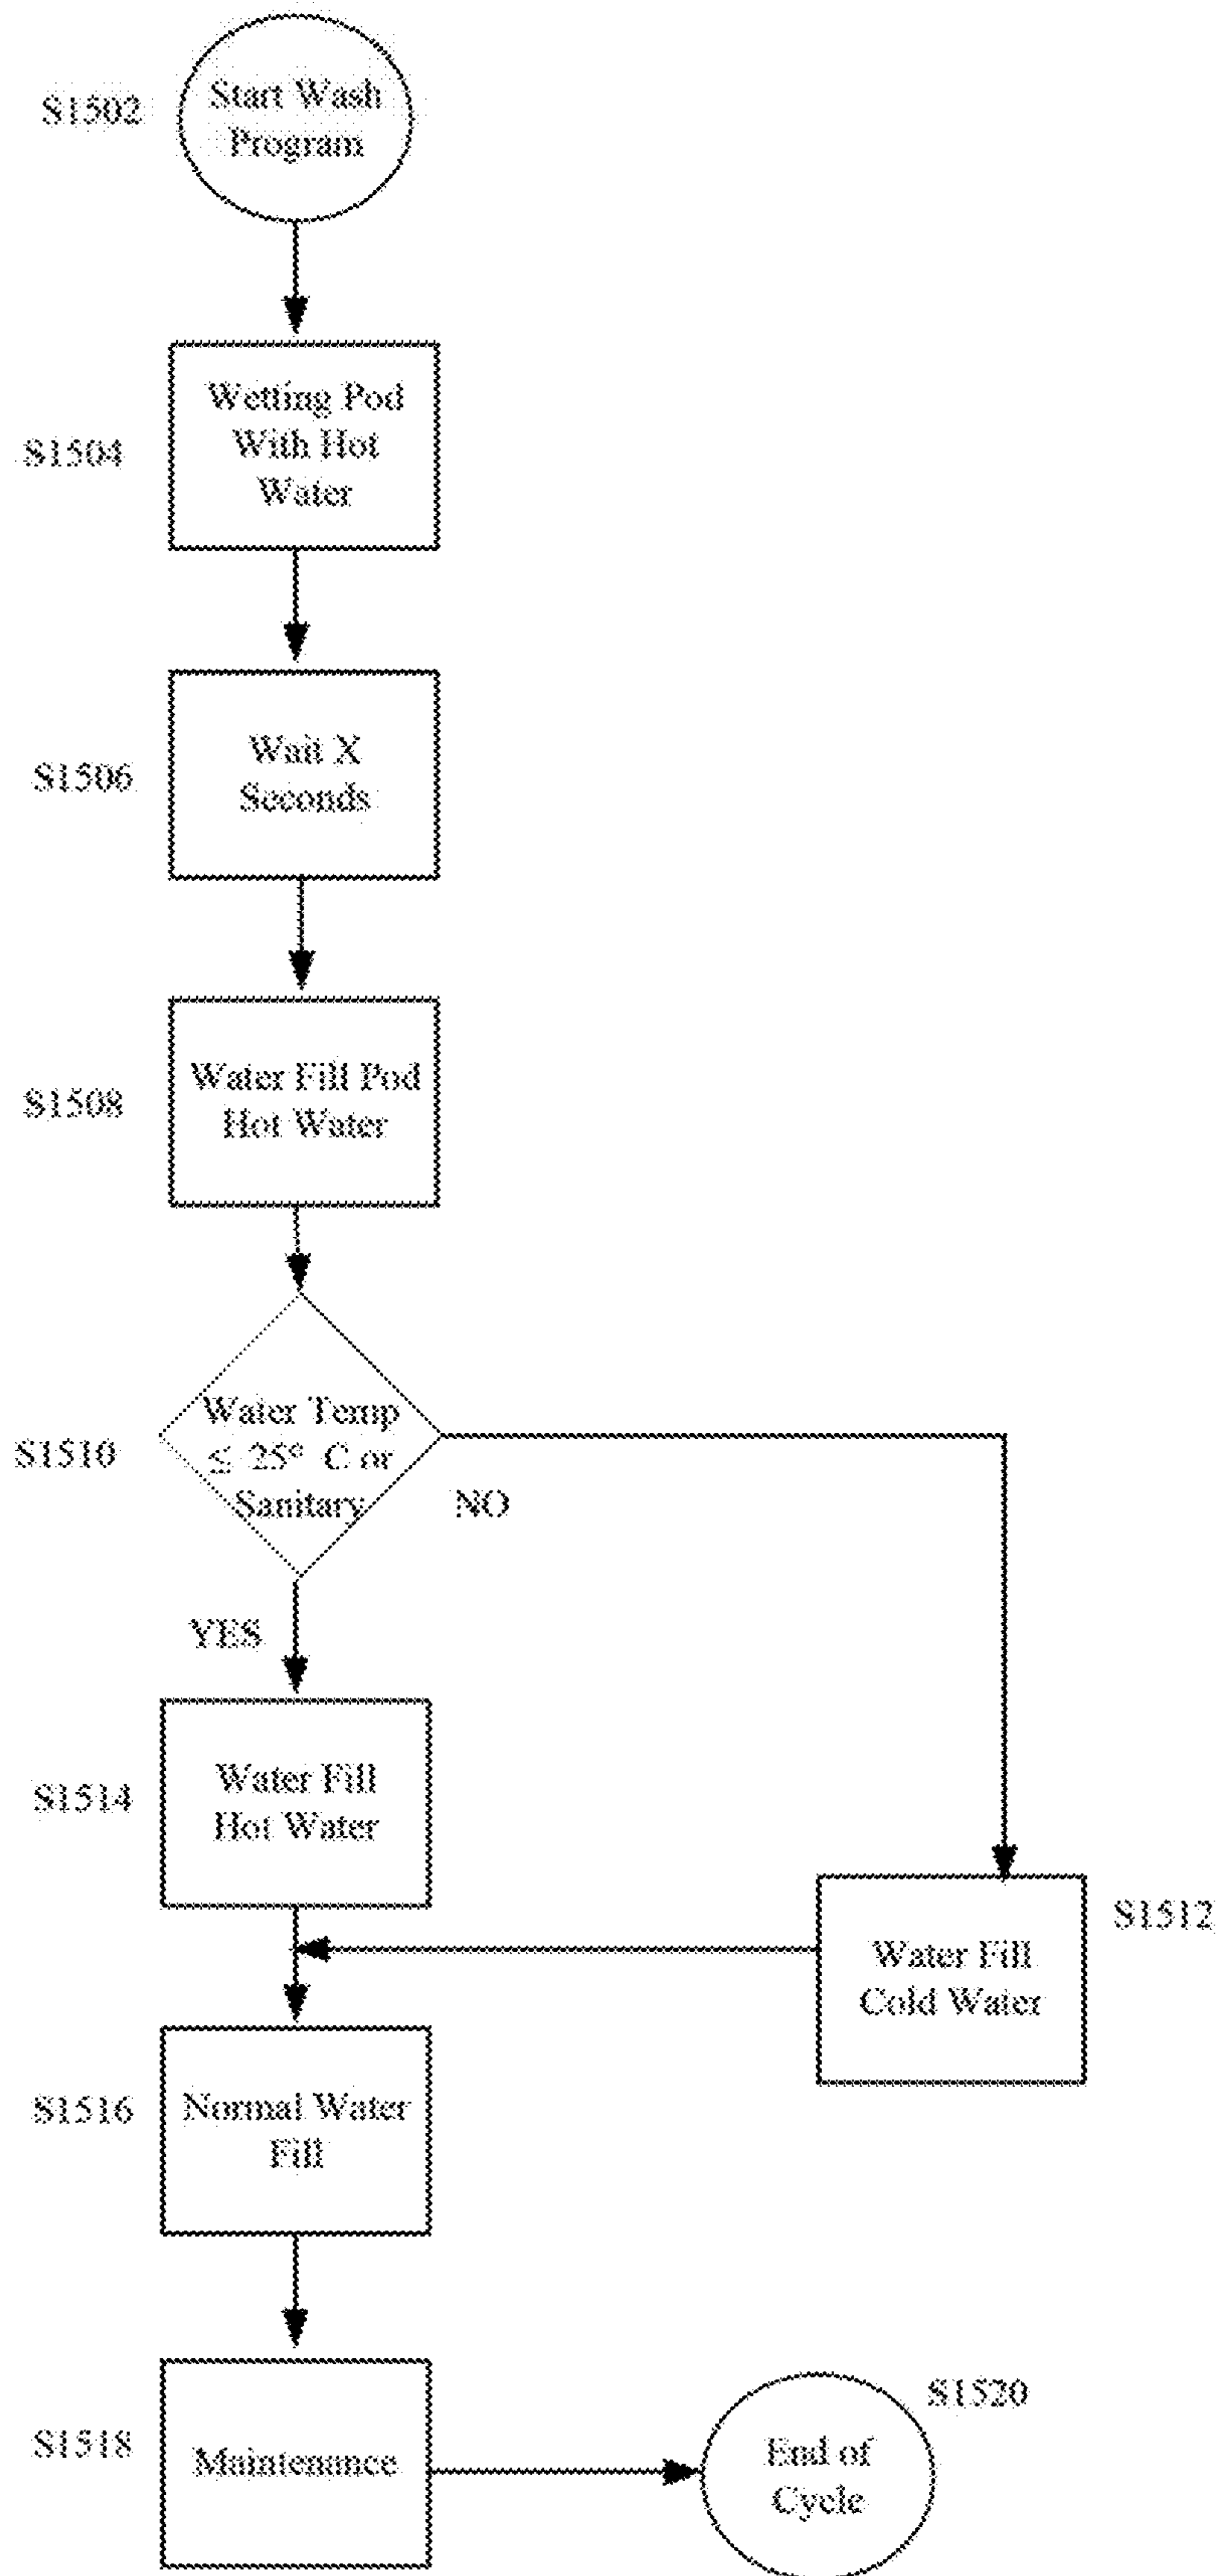 S1502
Start Wash
Program
S1504
Wetting Pod
With Hot
Water
S1506
Wait X
Seconds
S1508
Water Fill Pod
Hot Water
S1510
Water Temp
≤ 25° C or
Sanitary
NO
YES
S1514
Water Fill
Hot Water
S1512
Water Fill
Cold Water
S1516
Normal Water
Fill
S1518
Maintenance
S1520
End of
Cycle